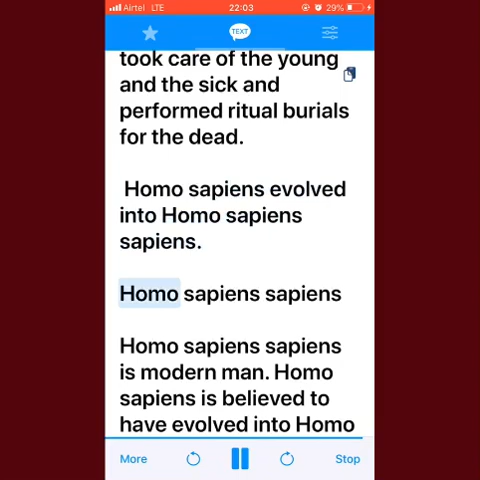 Airtel LTE 22:03 29%
TEXT
took care of the young
and the sick and
performed ritual burials
for the dead.
Homo sapiens evolved
into Homo sapiens
sapiens.
Homo sapiens sapiens
Homo sapiens sapiens
is modern man. Homo
sapiens is believed to
have evolved into Homo
More Stop